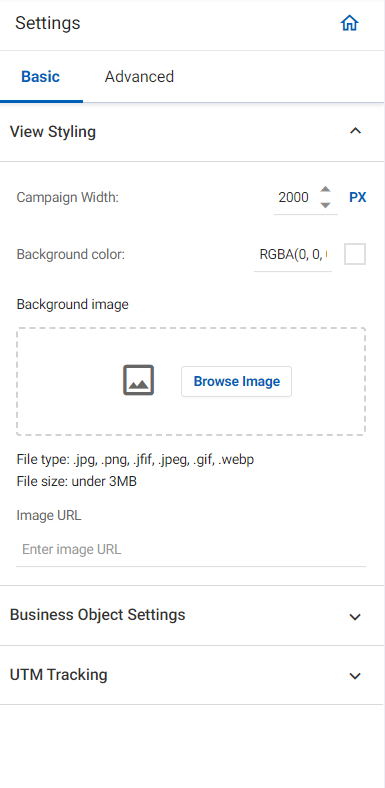 Settings
Basic Advanced
View Styling
Campaign Width: 2000 PX
Background color: RGBA(0, 0,
Background image
Browse Image
File type: .jpg, .png, .jfif, .jpeg, .gif, .webp
File size: under 3MB
Image URL
Enter image URL
Business Object Settings
UTM Tracking